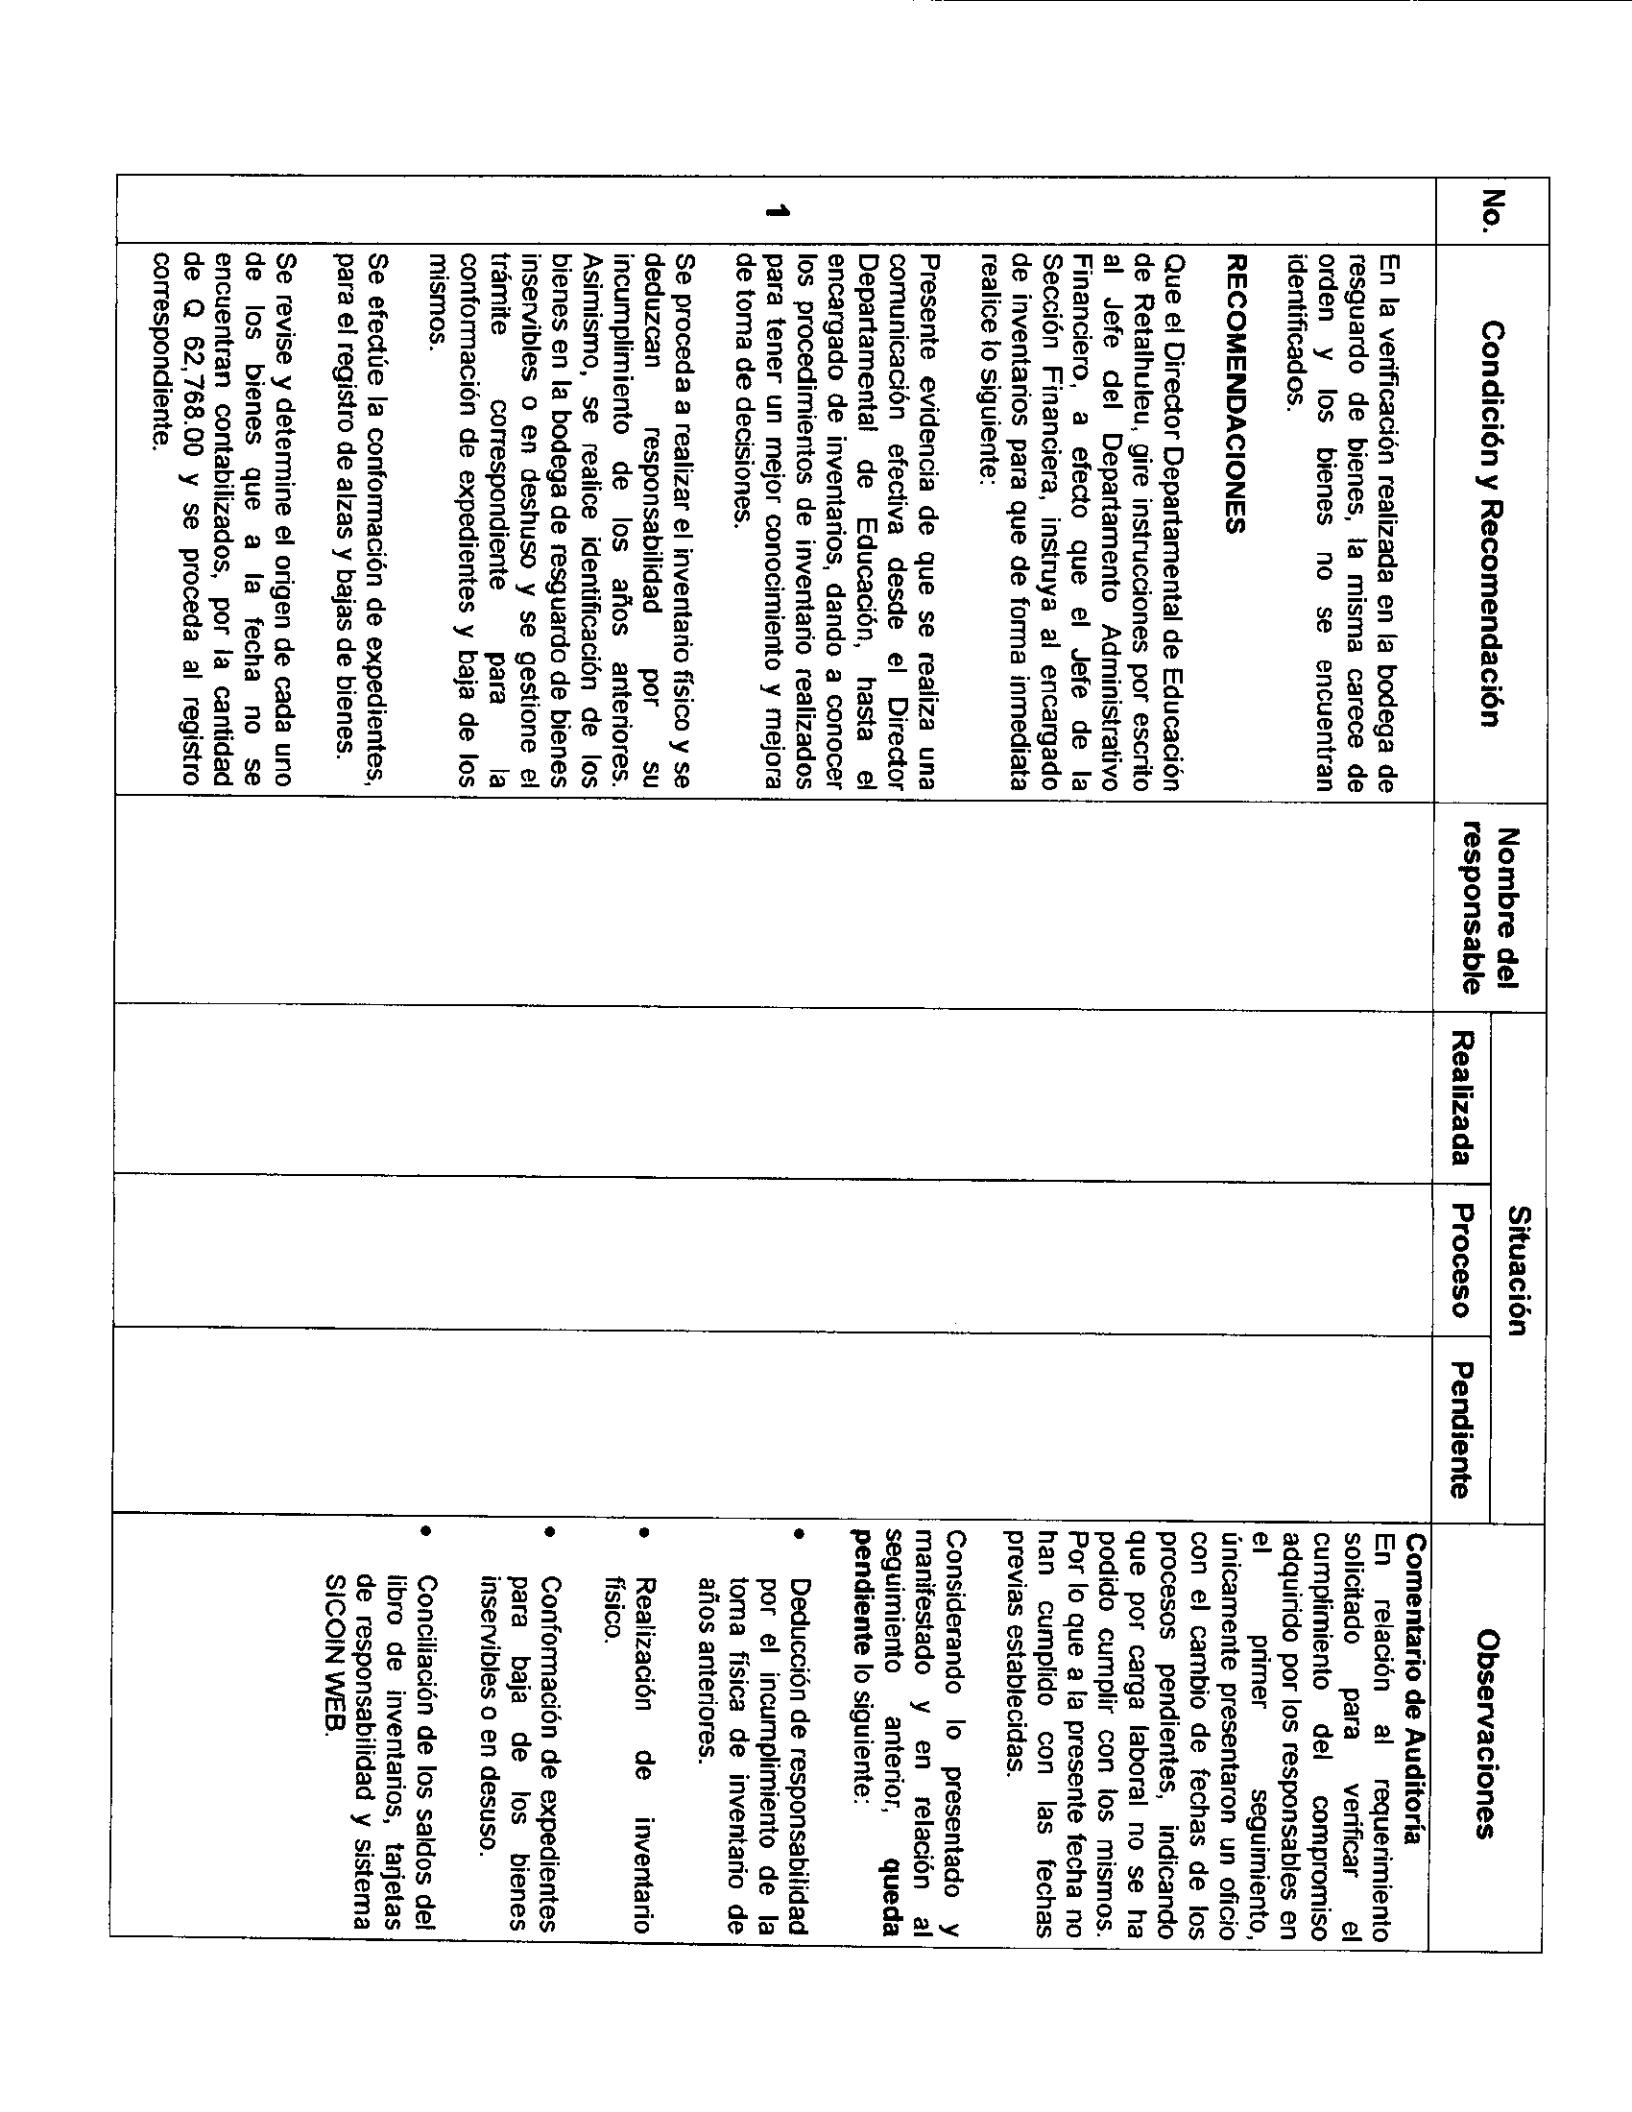 No.
Condición y Recomendación
Nombre del
responsable
Situación
Realizada
Proceso
Pendiente
Observaciones
1
En la verificación realizada en la bodega de
resguardo de bienes, la misma carece de
orden y los bienes no se encuentran
identificados.
RECOMENDACIONES
Que el Director Departamental de Educación
de Retalhuleu, gire instrucciones por escrito
al Jefe del Departamento Administrativo
Financiero, a efecto que el Jefe de la
Sección Financiera, instruya al encargado
de inventarios para que de forma inmediata
realice lo siguiente:
Presente evidencia de que se realiza una
comunicación efectiva desde el Director
Departamental de Educación, hasta el
encargado de inventarios, dando a conocer
los procedimientos de inventario realizados
para tener un mejor conocimiento y mejora
de toma de decisiones.
Se proceda a realizar el inventario físico y se
deduzcan responsabilidad por su
incumplimiento de los años anteriores.
Asimismo, se realice identificación de los
bienes en la bodega de resguardo de bienes
inservibles o en deshuso y se gestione el
trámite correspondiente para la
conformación de expedientes y baja de los
mismos.
Se efectúe la conformación de expedientes,
para el registro de alzas y bajas de bienes.
Se revise y determine el origen de cada uno
de los bienes que a la fecha no se
encuentran contabilizados, por la cantidad
de Q 62,768.00 y se proceda al registro
correspondiente.
Comentario de Auditoría
En relación al requerimiento
solicitado para verificar el
cumplimiento del compromiso
adquirido por los responsables en
el primer seguimiento,
únicamente presentaron un oficio
con el cambio de fechas de los
procesos pendientes, indicando
que por carga laboral no se ha
podido cumplir con los mismos.
Por lo que a la presente fecha no
han cumplido con las fechas
previas establecidas.
Considerando lo presentado y
manifestado y en relación al
seguimiento anterior, queda
pendiente lo siguiente:
• Deducción de responsabilidad
por el incumplimiento de la
toma física de inventario de
años anteriores.
• Realización de inventario
físico.
• Conformación de expedientes
para baja de los bienes
inservibles o en desuso.
• Conciliación de los saldos del
libro de inventarios, tarjetas
de responsabilidad y sistema
SICOIN WEB.